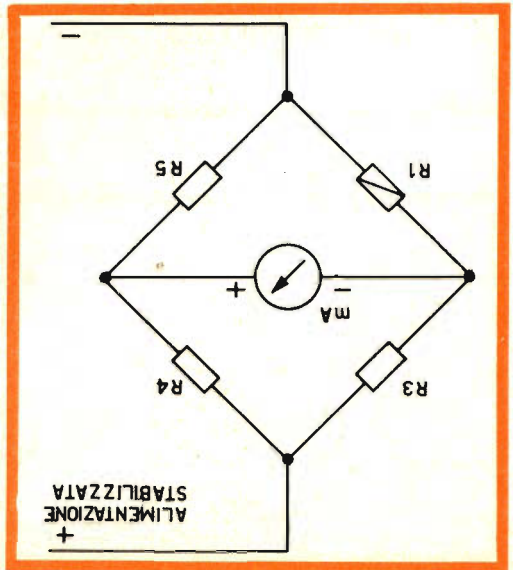 +
ALIMENTAZIONE
STABILIZZATA
R3 R4
mA
- +
R1 R5
-